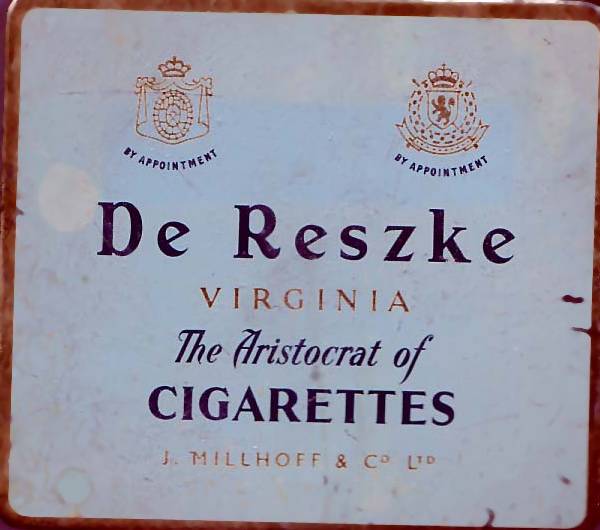 BY APPOINTMENT
BY APPOINTMENT
De Reszke
VIRGINIA
The Aristocrat of
CIGARETTES
J. MILLHOFF & Cº Lᵀᴰ